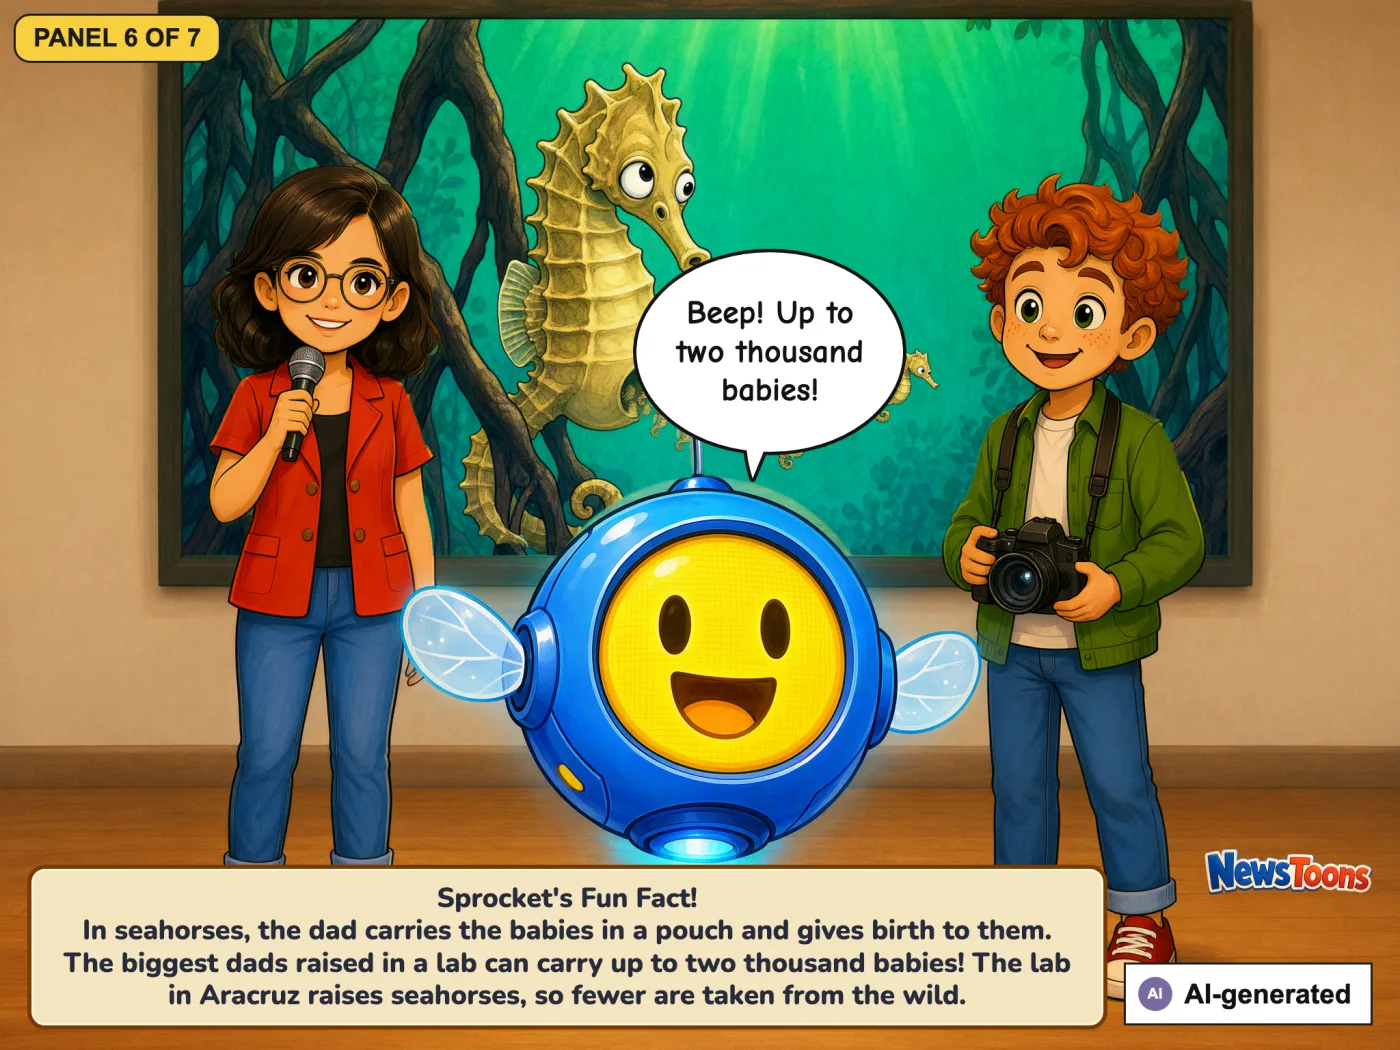 PANEL 6 OF 7
Beep! Up to
two thousand
babies!
Sprocket's Fun Fact!
In seahorses, the dad carries the babies in a pouch and gives birth to them.
The biggest dads raised in a lab can carry up to two thousand babies! The lab
in Aracruz raises seahorses, so fewer are taken from the wild.
NewsToons
AI AI-generated